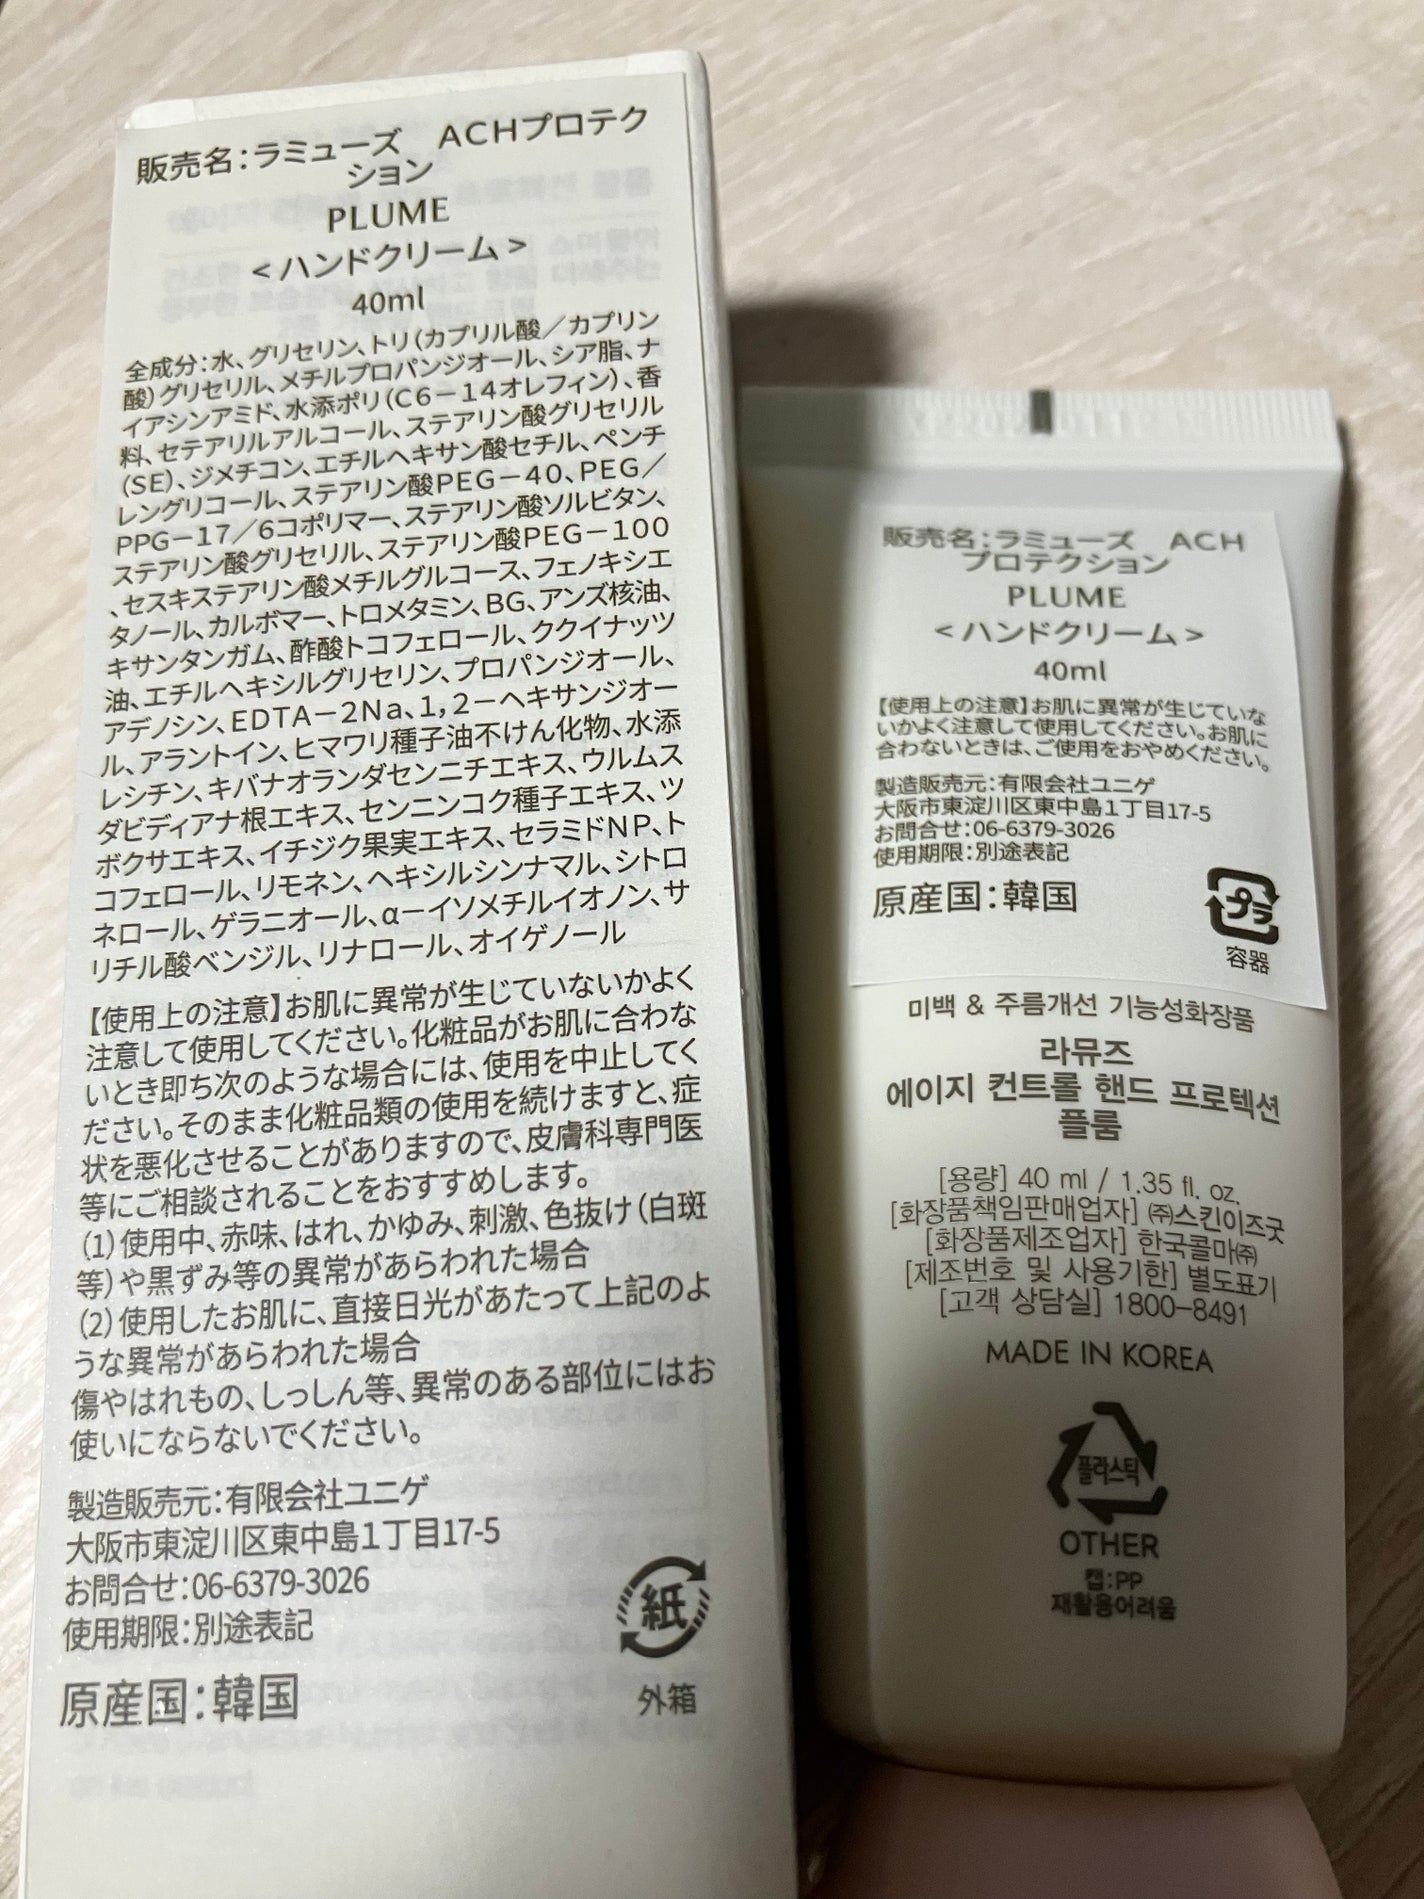 販売名：ラミューズ　ACHプロテク
ション
PLUME
＜ハンドクリーム＞
40ml
全成分：水、グリセリン、トリ（カプリル酸／カプリン
酸）グリセリル、メチルプロパンジオール、シア脂、ナ
イアシンアミド、水添ポリ（C6－14オレフィン）、香
料、セテアリルアルコール、ステアリン酸グリセリル
（SE）、ジメチコン、エチルヘキサン酸セチル、ペンチ
レングリコール、ステアリン酸PEG－40、PEG／
PPG－17／6コポリマー、ステアリン酸ソルビタン、
ステアリン酸グリセリル、ステアリン酸PEG－100
、セスキステアリン酸メチルグルコース、フェノキシエ
タノール、カルボマー、トロメタミン、BG、アンズ核油、
キサンタンガム、酢酸トコフェロール、ククイナッツ
油、エチルヘキシルグリセリン、プロパンジオール、
アデノシン、EDTA－2Na、1，2－ヘキサンジオー
ル、アラントイン、ヒマワリ種子油不けん化物、水添
レシチン、キバナオランダセンニチエキス、ウルムス
ダビディアナ根エキス、センニンコク種子エキス、ツ
ボクサエキス、イチジク果実エキス、セラミドNP、ト
コフェロール、リモネン、ヘキシルシンナマル、シトロ
ネロール、ゲラニオール、α－イソメチルイオノン、サ
リチル酸ベンジル、リナロール、オイゲノール
【使用上の注意】お肌に異常が生じていないかよく
注意して使用してください。化粧品がお肌に合わな
いとき即ち次のような場合には、使用を中止してく
ださい。そのまま化粧品類の使用を続けますと、症
状を悪化させることがありますので、皮膚科専門医
等にご相談されることをおすすめします。
（1）使用中、赤味、はれ、かゆみ、刺激、色抜け（白斑
等）や黒ずみ等の異常があらわれた場合
（2）使用したお肌に、直接日光があたって上記のよ
うな異常があらわれた場合
傷やはれもの、しっしん等、異常のある部位にはお
使いにならないでください。
製造販売元：有限会社ユニゲ
大阪市東淀川区東中島1丁目17-5
お問合せ：06-6379-3026
使用期限：別途表記
原産国：韓国
紙
外箱
販売名：ラミューズ　ACH
プロテクション
PLUME
＜ハンドクリーム＞
40ml
【使用上の注意】お肌に異常が生じていな
いかよく注意して使用してください。お肌に
合わないときは、ご使用をおやめください。
製造販売元：有限会社ユニゲ
大阪市東淀川区東中島1丁目17-5
お問合せ：06-6379-3026
使用期限：別途表記
原産国：韓国
プラ
容器
미백 & 주름개선 기능성화장품
라뮤즈
에이지 컨트롤 핸드 프로텍션
플룸
[용량] 40 ml / 1.35 fl. oz.
[화장품책임판매업자] ㈜스킨이즈굿
[화장품제조업자] 한국콜마㈜
[제조번호 및 사용기한] 별도표기
[고객 상담실] 1800-8491
MADE IN KOREA
플라스틱
OTHER
캡:PP
재활용어려움